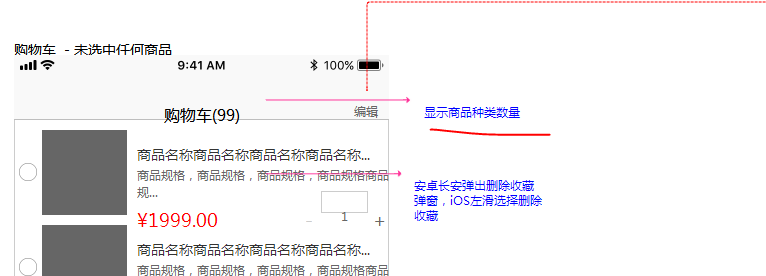 购物车 - 未选中任何商品
9:41 AM
100%
购物车(99)
编辑
显示商品种类数量
商品名称商品名称商品名称商品名称...
商品规格，商品规格，商品规格，商品规格商品
规...
¥1999.00
- 1 +
安卓长安弹出删除收藏
弹窗，iOS左滑选择删除
收藏
商品名称商品名称商品名称商品名称...
商品规格，商品规格，商品规格，商品规格商品